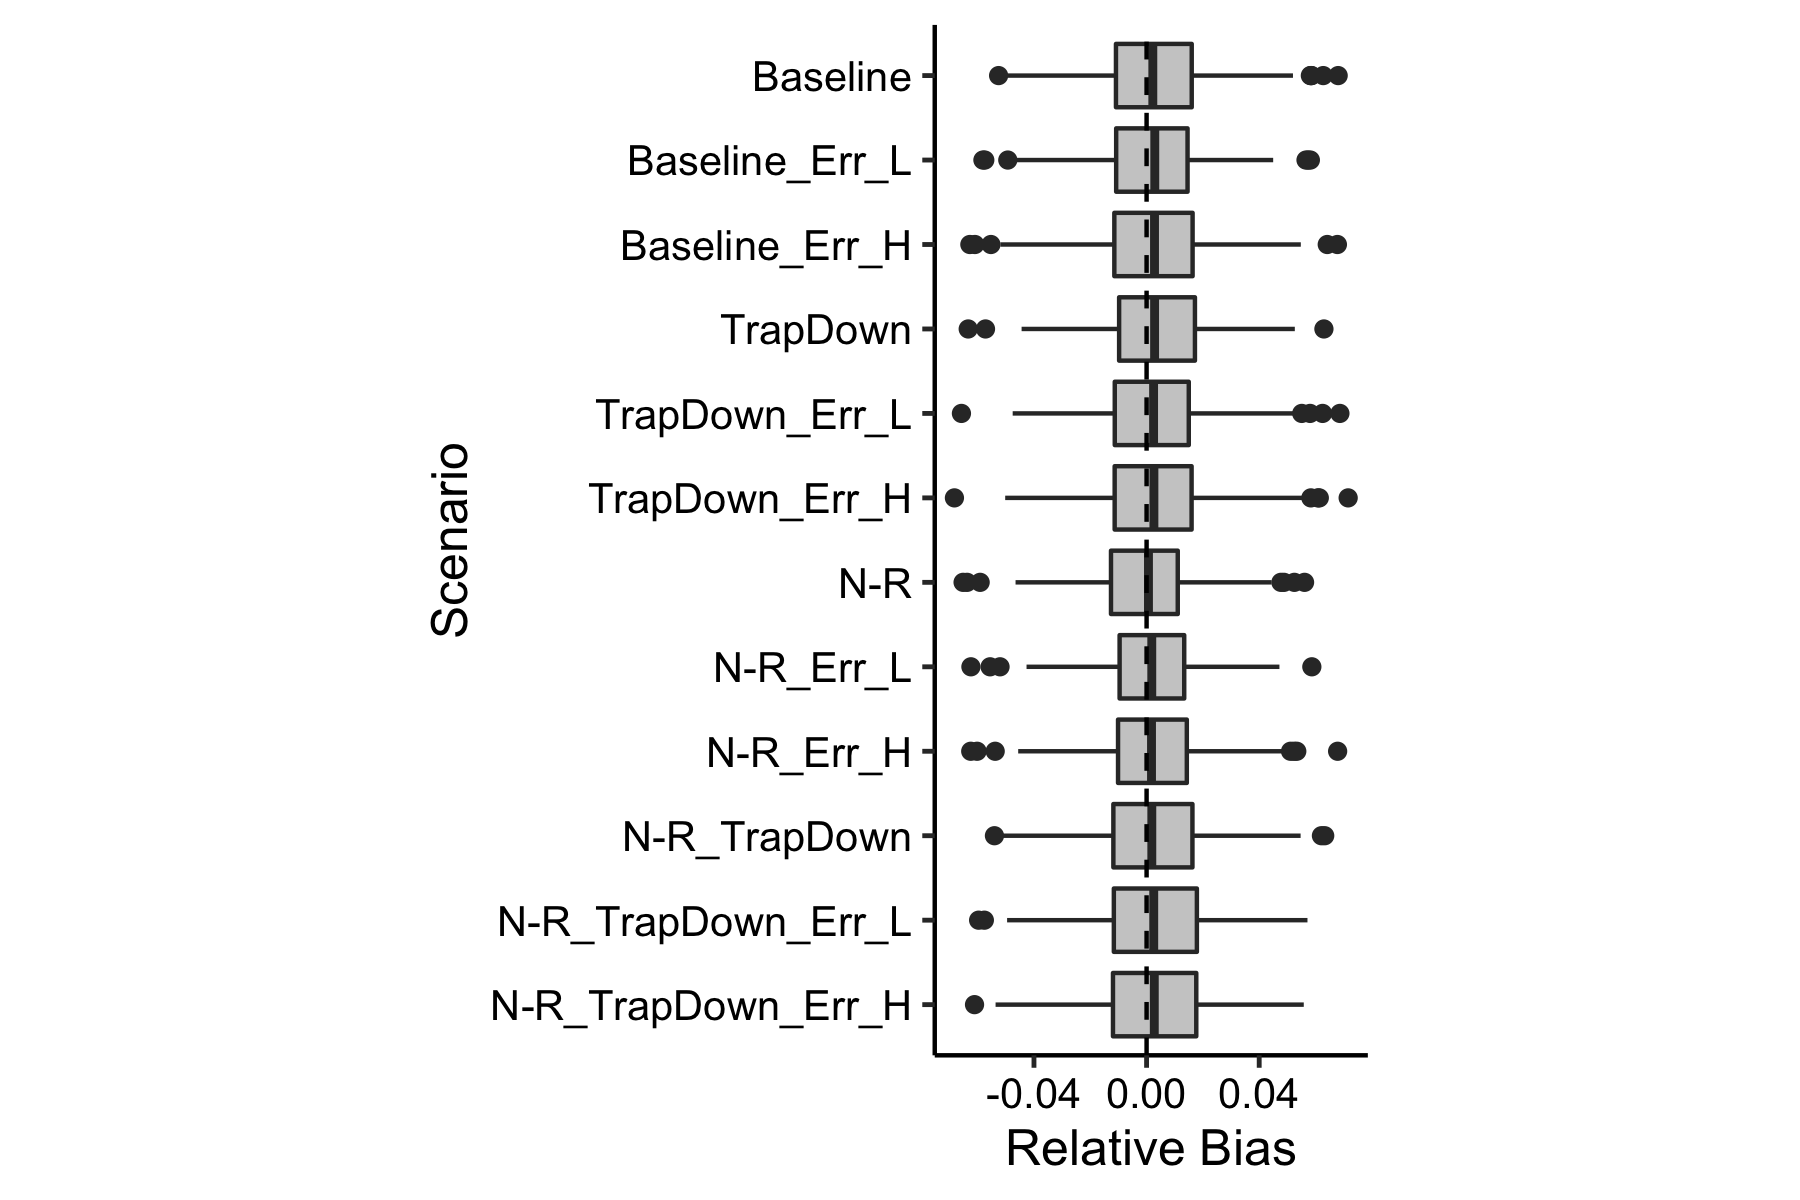 Baseline
Baseline_Err_L
Baseline_Err_H
TrapDown
TrapDown_Err_L
TrapDown_Err_H
N-R
N-R_Err_L
N-R_Err_H
N-R_TrapDown
N-R_TrapDown_Err_L
N-R_TrapDown_Err_H
Scenario
-0.04 0.00 0.04
Relative Bias